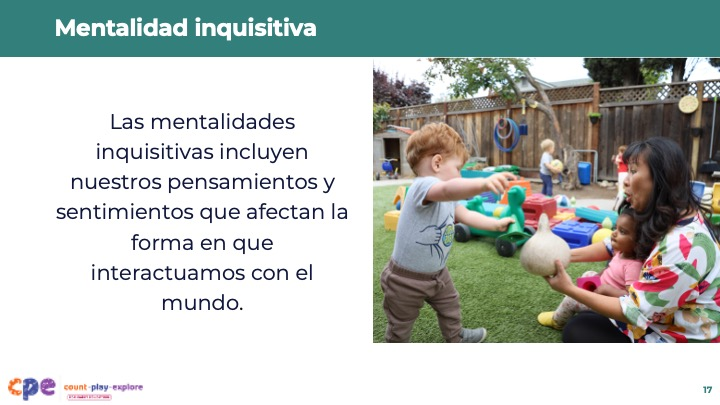 Mentalidad inquisitiva
Las mentalidades
inquisitivas incluyen
nuestros pensamientos y
sentimientos que afectan la
forma en que
interactuamos con el
mundo.
cpe
count-play-explore
17